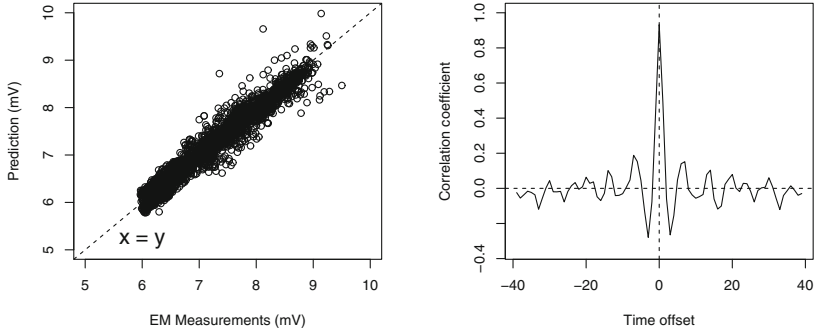 10
9
8
7
6
5
Prediction (mV)
x = y
5 6 7 8 9 10
EM Measurements (mV)
1.0
0.8
0.6
0.4
0.2
0.0
−0.4
Correlation coefficient
−40 −20 0 20 40
Time offset